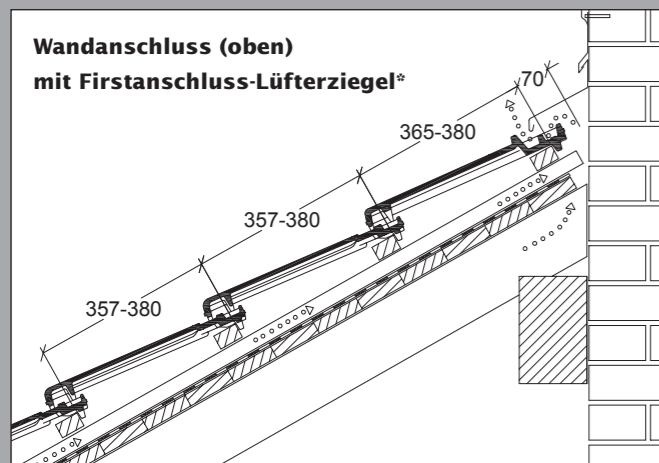 Wandanschluss (oben)
mit Firstanschluss-Lüfterziegel*
70
365-380
357-380
357-380